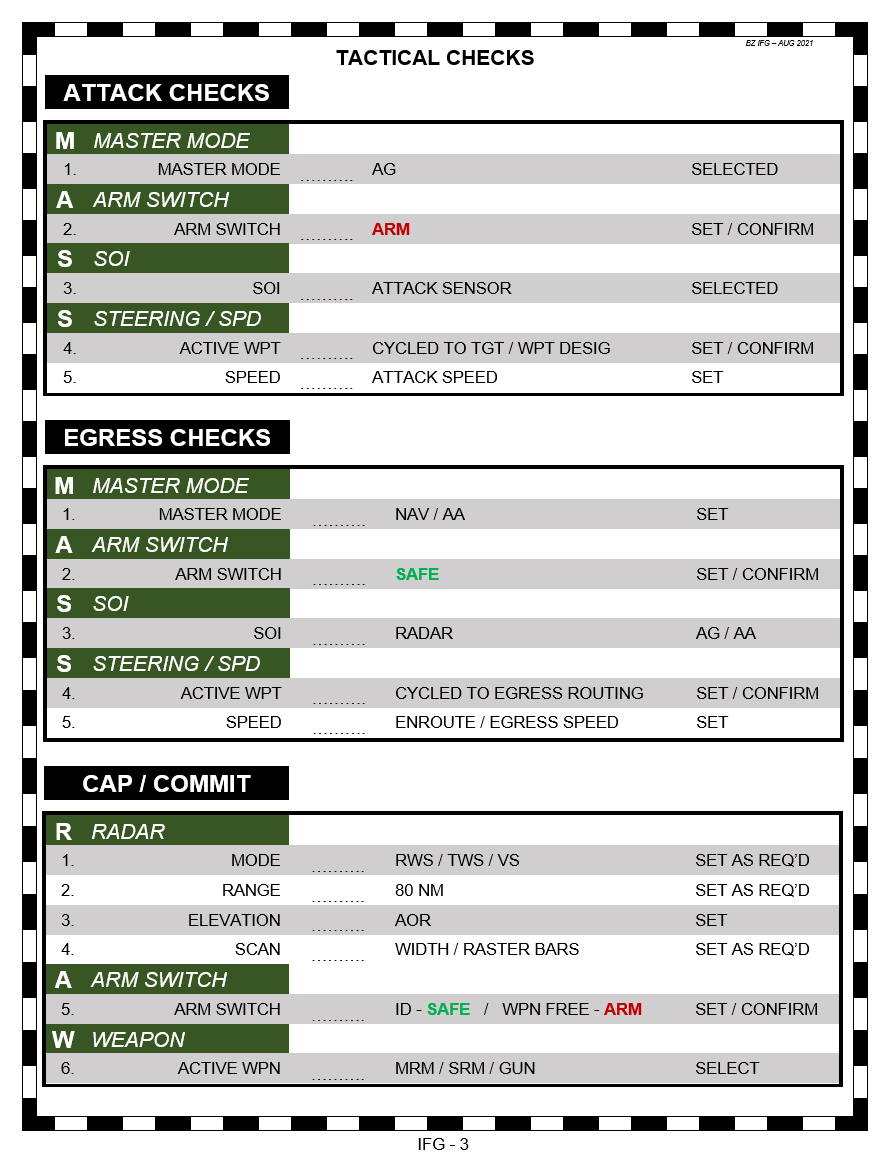 BZ IFG – AUG 2021
TACTICAL CHECKS
ATTACK CHECKS
M MASTER MODE
1. MASTER MODE .......... AG SELECTED
A ARM SWITCH
2. ARM SWITCH .......... ARM SET / CONFIRM
S SOI
3. SOI .......... ATTACK SENSOR SELECTED
S STEERING / SPD
4. ACTIVE WPT .......... CYCLED TO TGT / WPT DESIG SET / CONFIRM
5. SPEED .......... ATTACK SPEED SET
EGRESS CHECKS
M MASTER MODE
1. MASTER MODE .......... NAV / AA SET
A ARM SWITCH
2. ARM SWITCH .......... SAFE SET / CONFIRM
S SOI
3. SOI .......... RADAR AG / AA
S STEERING / SPD
4. ACTIVE WPT .......... CYCLED TO EGRESS ROUTING SET / CONFIRM
5. SPEED .......... ENROUTE / EGRESS SPEED SET
CAP / COMMIT
R RADAR
1. MODE .......... RWS / TWS / VS SET AS REQ’D
2. RANGE .......... 80 NM SET AS REQ’D
3. ELEVATION .......... AOR SET
4. SCAN .......... WIDTH / RASTER BARS SET AS REQ’D
A ARM SWITCH
5. ARM SWITCH .......... ID - SAFE / WPN FREE - ARM SET / CONFIRM
W WEAPON
6. ACTIVE WPN .......... MRM / SRM / GUN SELECT
IFG - 3